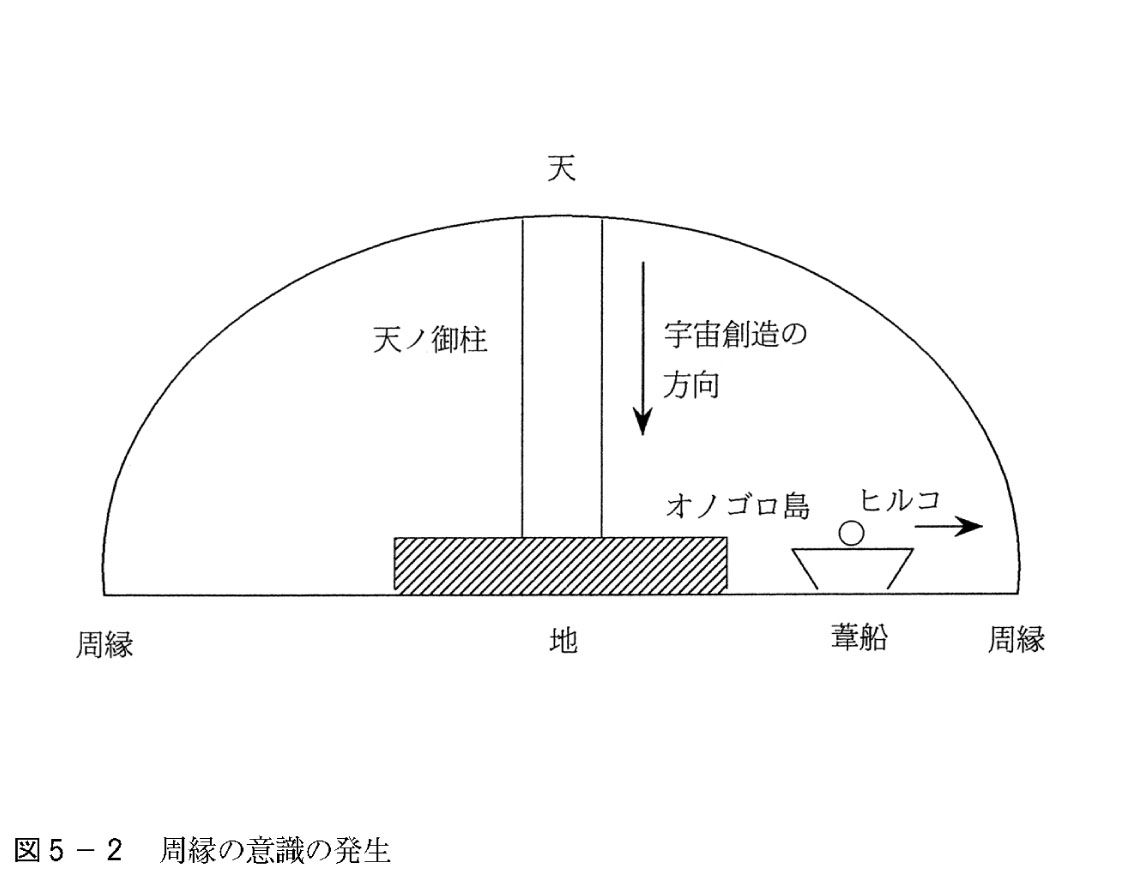 天
天ノ御柱
宇宙創造の
方向
オノゴロ島
ヒルコ
周縁
地
葦船
周縁
図5－2　周縁の意識の発生